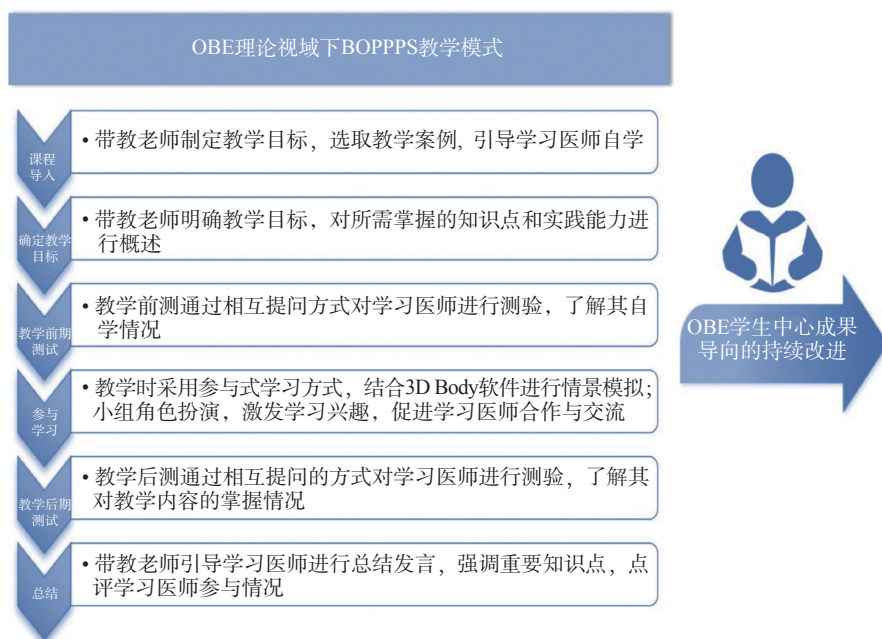 OBE理论视域下BOPPPS教学模式
课程
导入
• 带教老师制定教学目标，选取教学案例, 引导学习医师自学
确定教学
目标
• 带教老师明确教学目标，对所需掌握的知识点和实践能力进
行概述
教学前期
测试
• 教学前测通过相互提问方式对学习医师进行测验，了解其自
学情况
参与
学习
• 教学时采用参与式学习方式，结合3D Body软件进行情景模拟；
小组角色扮演，激发学习兴趣，促进学习医师合作与交流
教学后期
测试
• 教学后测通过相互提问的方式对学习医师进行测验，了解其
对教学内容的掌握情况
总结
• 带教老师引导学习医师进行总结发言，强调重要知识点，点
评学习医师参与情况
OBE学生中心成果
导向的持续改进